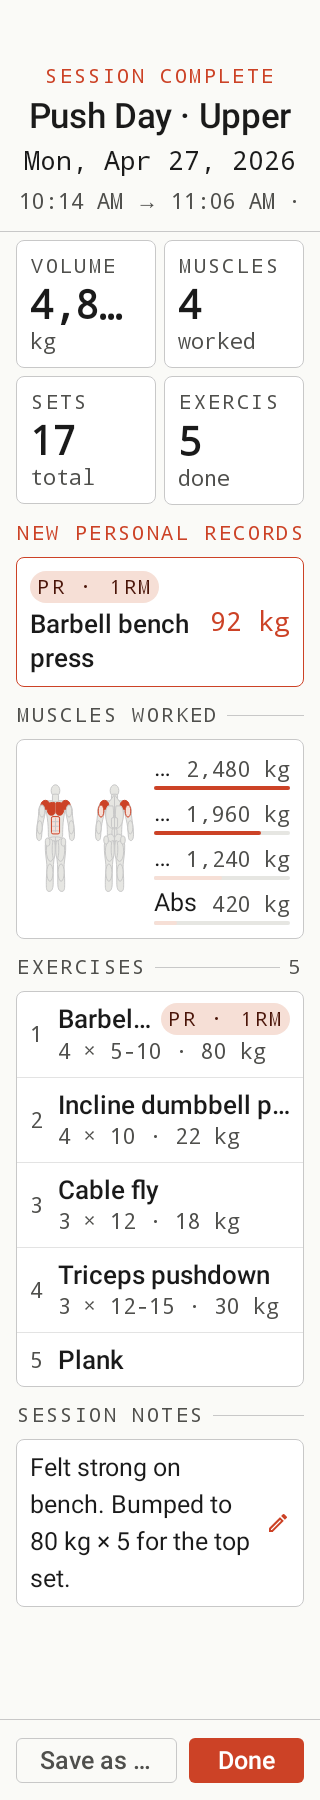 SESSION COMPLETE
Push Day · Upper
Mon, Apr 27, 2026
10:14 AM → 11:06 AM ·
VOLUME
4,8…
kg
MUSCLES
4
worked
SETS
17
total
EXERCIS
5
done
NEW PERSONAL RECORDS
PR · 1RM
Barbell bench
press
92 kg
MUSCLES WORKED
… 2,480 kg
… 1,960 kg
… 1,240 kg
Abs 420 kg
EXERCISES 5
1 Barbel… PR · 1RM
4 × 5-10 · 80 kg
2 Incline dumbbell p…
4 × 10 · 22 kg
3 Cable fly
3 × 12 · 18 kg
4 Triceps pushdown
3 × 12-15 · 30 kg
5 Plank
SESSION NOTES
Felt strong on
bench. Bumped to
80 kg × 5 for the top
set.
Save as …
Done